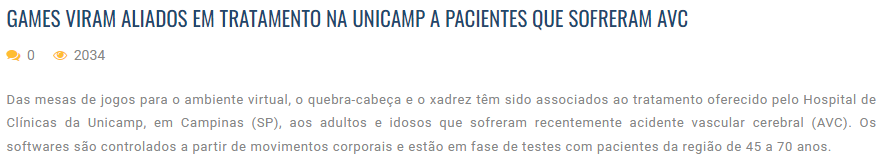 GAMES VIRAM ALIADOS EM TRATAMENTO NA UNICAMP A PACIENTES QUE SOFRERAM AVC
0 2034
Das mesas de jogos para o ambiente virtual, o quebra-cabeça e o xadrez têm sido associados ao tratamento oferecido pelo Hospital de
Clínicas da Unicamp, em Campinas (SP), aos adultos e idosos que sofreram recentemente acidente vascular cerebral (AVC). Os
softwares são controlados a partir de movimentos corporais e estão em fase de testes com pacientes da região de 45 a 70 anos.